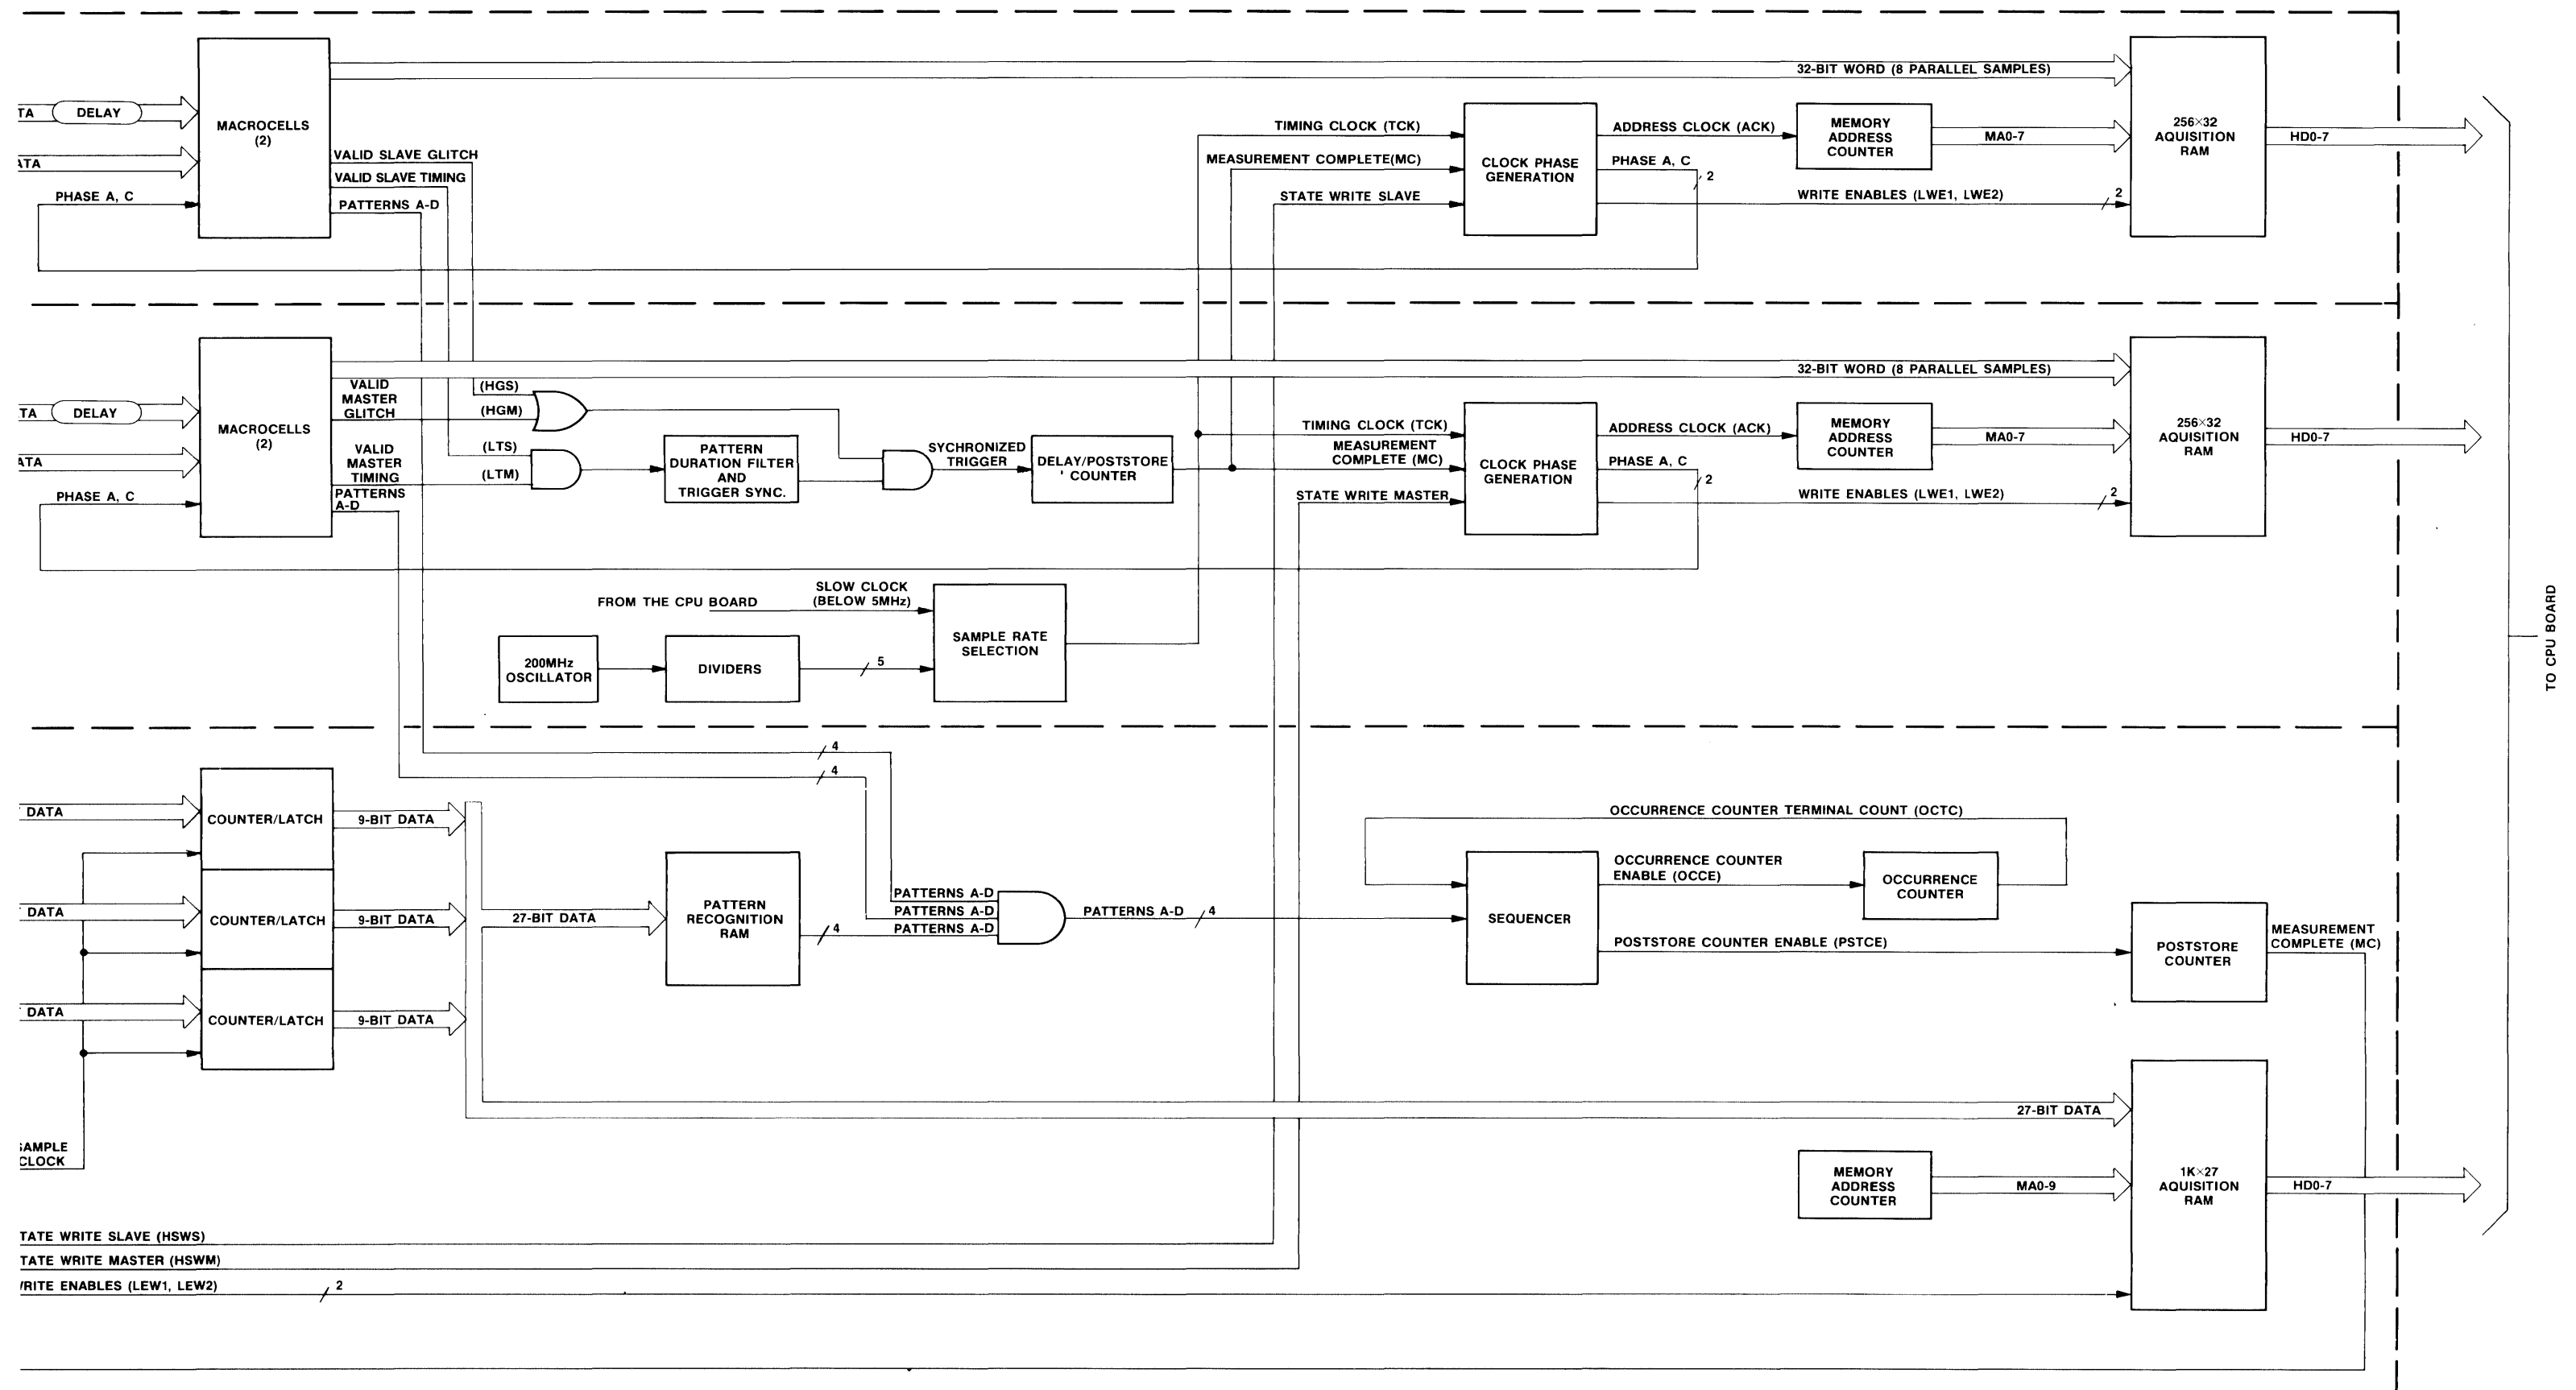 32-BIT WORD (8 PARALLEL SAMPLES)
TA
DELAY
MACROCELLS
(2)
ATA
PHASE A, C
VALID SLAVE GLITCH
VALID SLAVE TIMING
PATTERNS A-D
TIMING CLOCK (TCK)
MEASUREMENT COMPLETE(MC)
STATE WRITE SLAVE
CLOCK PHASE
GENERATION
ADDRESS CLOCK (ACK)
PHASE A, C
2
WRITE ENABLES (LWE1, LWE2)
2
MEMORY
ADDRESS
COUNTER
MA0-7
256×32
AQUISITION
RAM
HD0-7
32-BIT WORD (8 PARALLEL SAMPLES)
TA
DELAY
MACROCELLS
(2)
ATA
PHASE A, C
VALID
MASTER
GLITCH
VALID
MASTER
TIMING
PATTERNS
A-D
(HGS)
(HGM)
(LTS)
(LTM)
PATTERN
DURATION FILTER
AND
TRIGGER SYNC.
SYCHRONIZED
TRIGGER
DELAY/POSTSTORE
' COUNTER
TIMING CLOCK (TCK)
MEASUREMENT
COMPLETE (MC)
STATE WRITE MASTER
CLOCK PHASE
GENERATION
ADDRESS CLOCK (ACK)
PHASE A, C
2
WRITE ENABLES (LWE1, LWE2)
2
MEMORY
ADDRESS
COUNTER
MA0-7
256×32
AQUISITION
RAM
HD0-7
FROM THE CPU BOARD
SLOW CLOCK
(BELOW 5MHz)
200MHz
OSCILLATOR
DIVIDERS
5
SAMPLE RATE
SELECTION
TO CPU BOARD
4
4
DATA
COUNTER/LATCH
9-BIT DATA
DATA
COUNTER/LATCH
9-BIT DATA
DATA
COUNTER/LATCH
9-BIT DATA
27-BIT DATA
PATTERN
RECOGNITION
RAM
4
PATTERNS A-D
PATTERNS A-D
PATTERNS A-D
PATTERNS A-D
4
OCCURRENCE COUNTER TERMINAL COUNT (OCTC)
SEQUENCER
OCCURRENCE COUNTER
ENABLE (OCCE)
OCCURRENCE
COUNTER
POSTSTORE COUNTER ENABLE (PSTCE)
POSTSTORE
COUNTER
MEASUREMENT
COMPLETE (MC)
27-BIT DATA
SAMPLE
CLOCK
MEMORY
ADDRESS
COUNTER
MA0-9
1K×27
AQUISITION
RAM
HD0-7
TATE WRITE SLAVE (HSWS)
TATE WRITE MASTER (HSWM)
WRITE ENABLES (LEW1, LEW2)
2